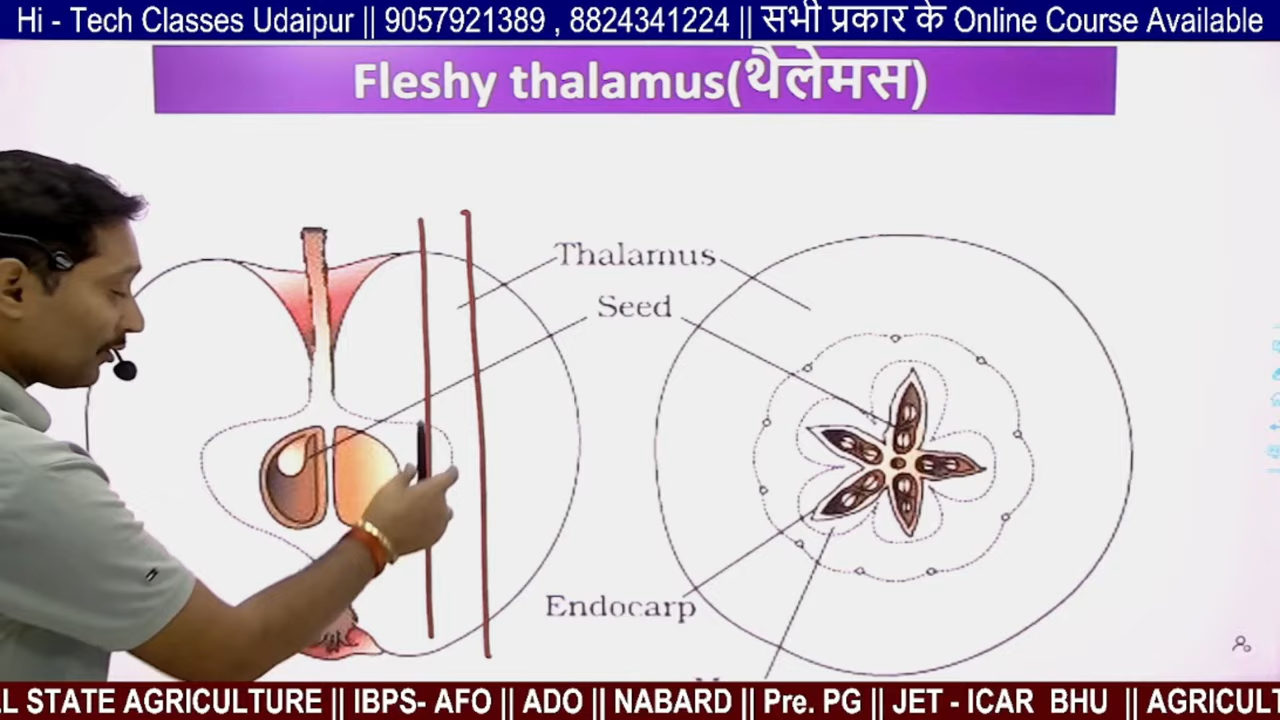 Hi - Tech Classes Udaipur || 9057921389 , 8824341224 || सभी प्रकार के Online Course Available
Fleshy thalamus(थैलेमस)
Thalamus
Seed
Endocarp
L STATE AGRICULTURE || IBPS- AFO || ADO || NABARD || Pre. PG || JET - ICAR BHU || AGRICULT